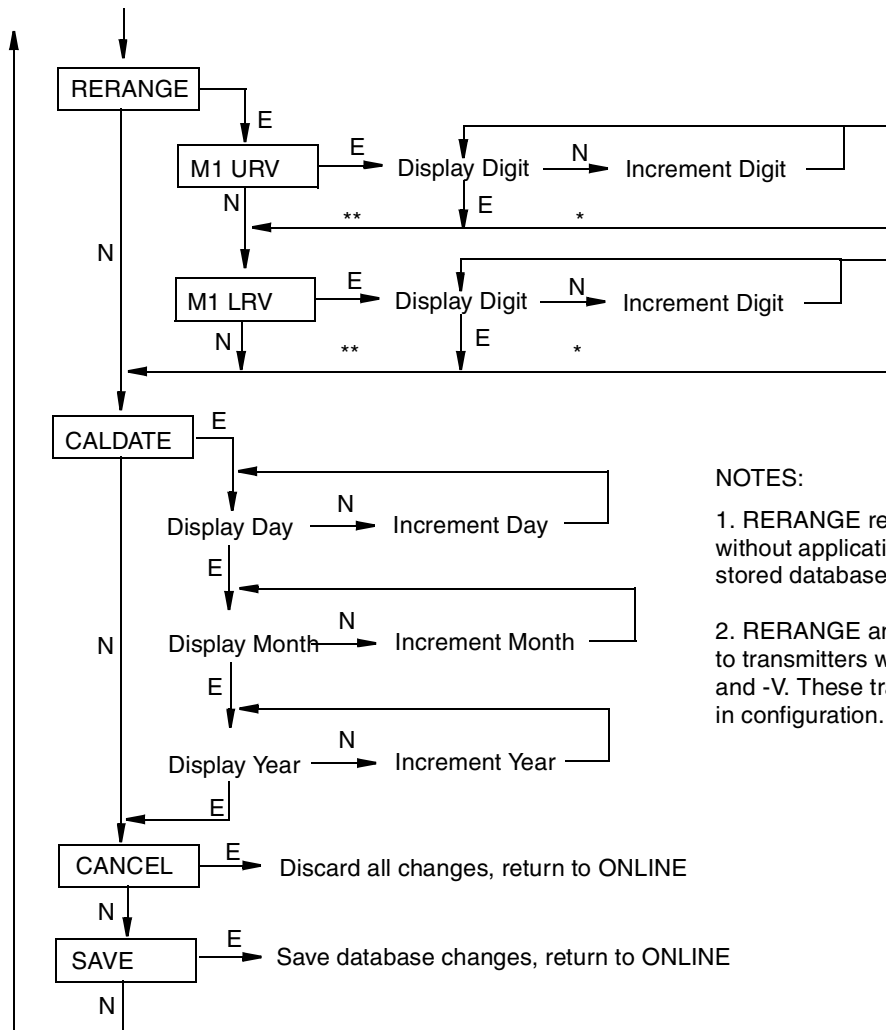 RERANGE
E
M1 URV
E
Display Digit
N
Increment Digit
N
**
E
*
N
M1 LRV
E
Display Digit
N
Increment Digit
N
**
E
*
CALDATE
E
Display Day
N
Increment Day
E
N
Display Month
N
Increment Month
E
Display Year
N
Increment Year
E
CANCEL
E
Discard all changes, return to ONLINE
N
SAVE
E
Save database changes, return to ONLINE
N
NOTES:
1. RERANGE re
without applicati
stored database
2. RERANGE ar
to transmitters w
and -V. These tra
in configuration.